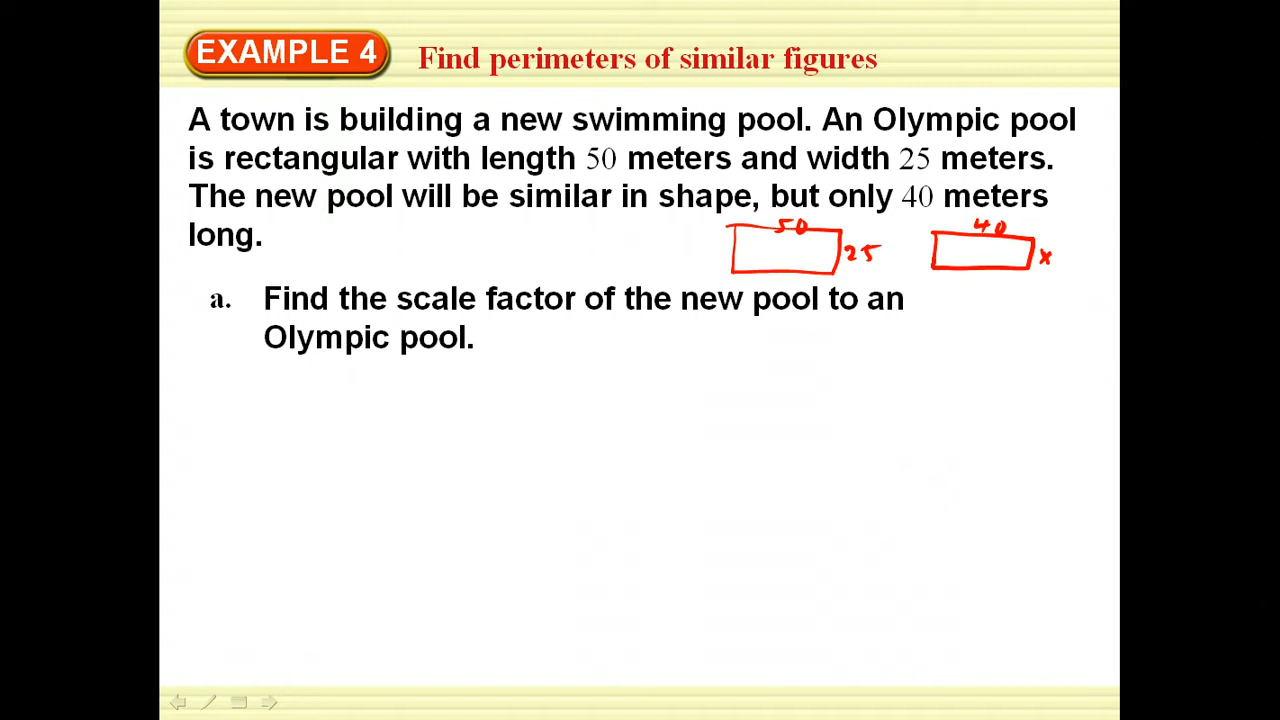 EXAMPLE 4
Find perimeters of similar figures
A town is building a new swimming pool. An Olympic pool
is rectangular with length 50 meters and width 25 meters.
The new pool will be similar in shape, but only 40 meters
long.
50
25
40
x
a. Find the scale factor of the new pool to an
Olympic pool.